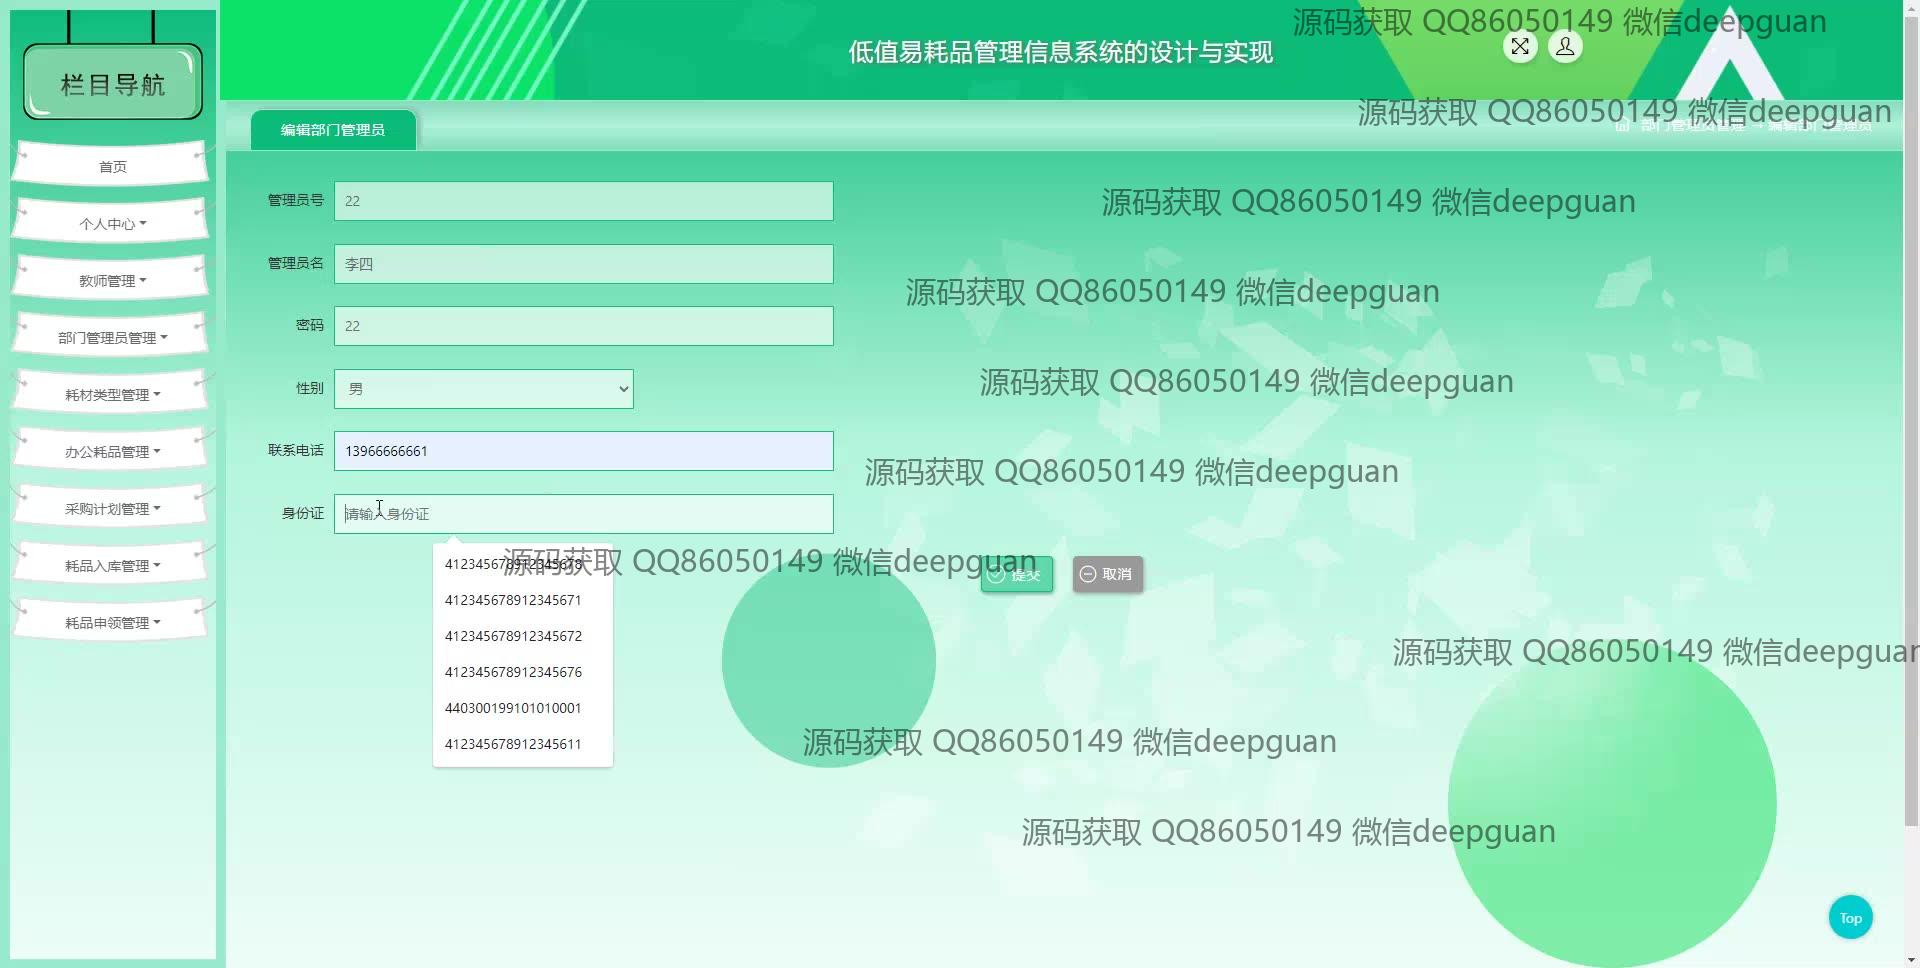 源码获取 QQ86050149 微信deepguan
低值易耗品管理信息系统的设计与实现
栏目导航
源码获取 QQ86050149 微信deepguan
编辑部门管理员
部门管理员管理 → 编辑部门管理员
首页
个人中心
教师管理
部门管理员管理
耗材类型管理
办公耗品管理
采购计划管理
耗品入库管理
耗品申领管理
管理员号 22
源码获取 QQ86050149 微信deepguan
管理员名 李四
源码获取 QQ86050149 微信deepguan
密码 22
性别 男
源码获取 QQ86050149 微信deepguan
联系电话 13966666661
源码获取 QQ86050149 微信deepguan
身份证 请输入身份证
源码获取 QQ86050149 微信deepguan
提交 取消
412345678912345678
412345678912345671
412345678912345672
412345678912345676
440300199101010001
412345678912345611
源码获取 QQ86050149 微信deepguan
源码获取 QQ86050149 微信deepguan
源码获取 QQ86050149 微信deepguan
Top